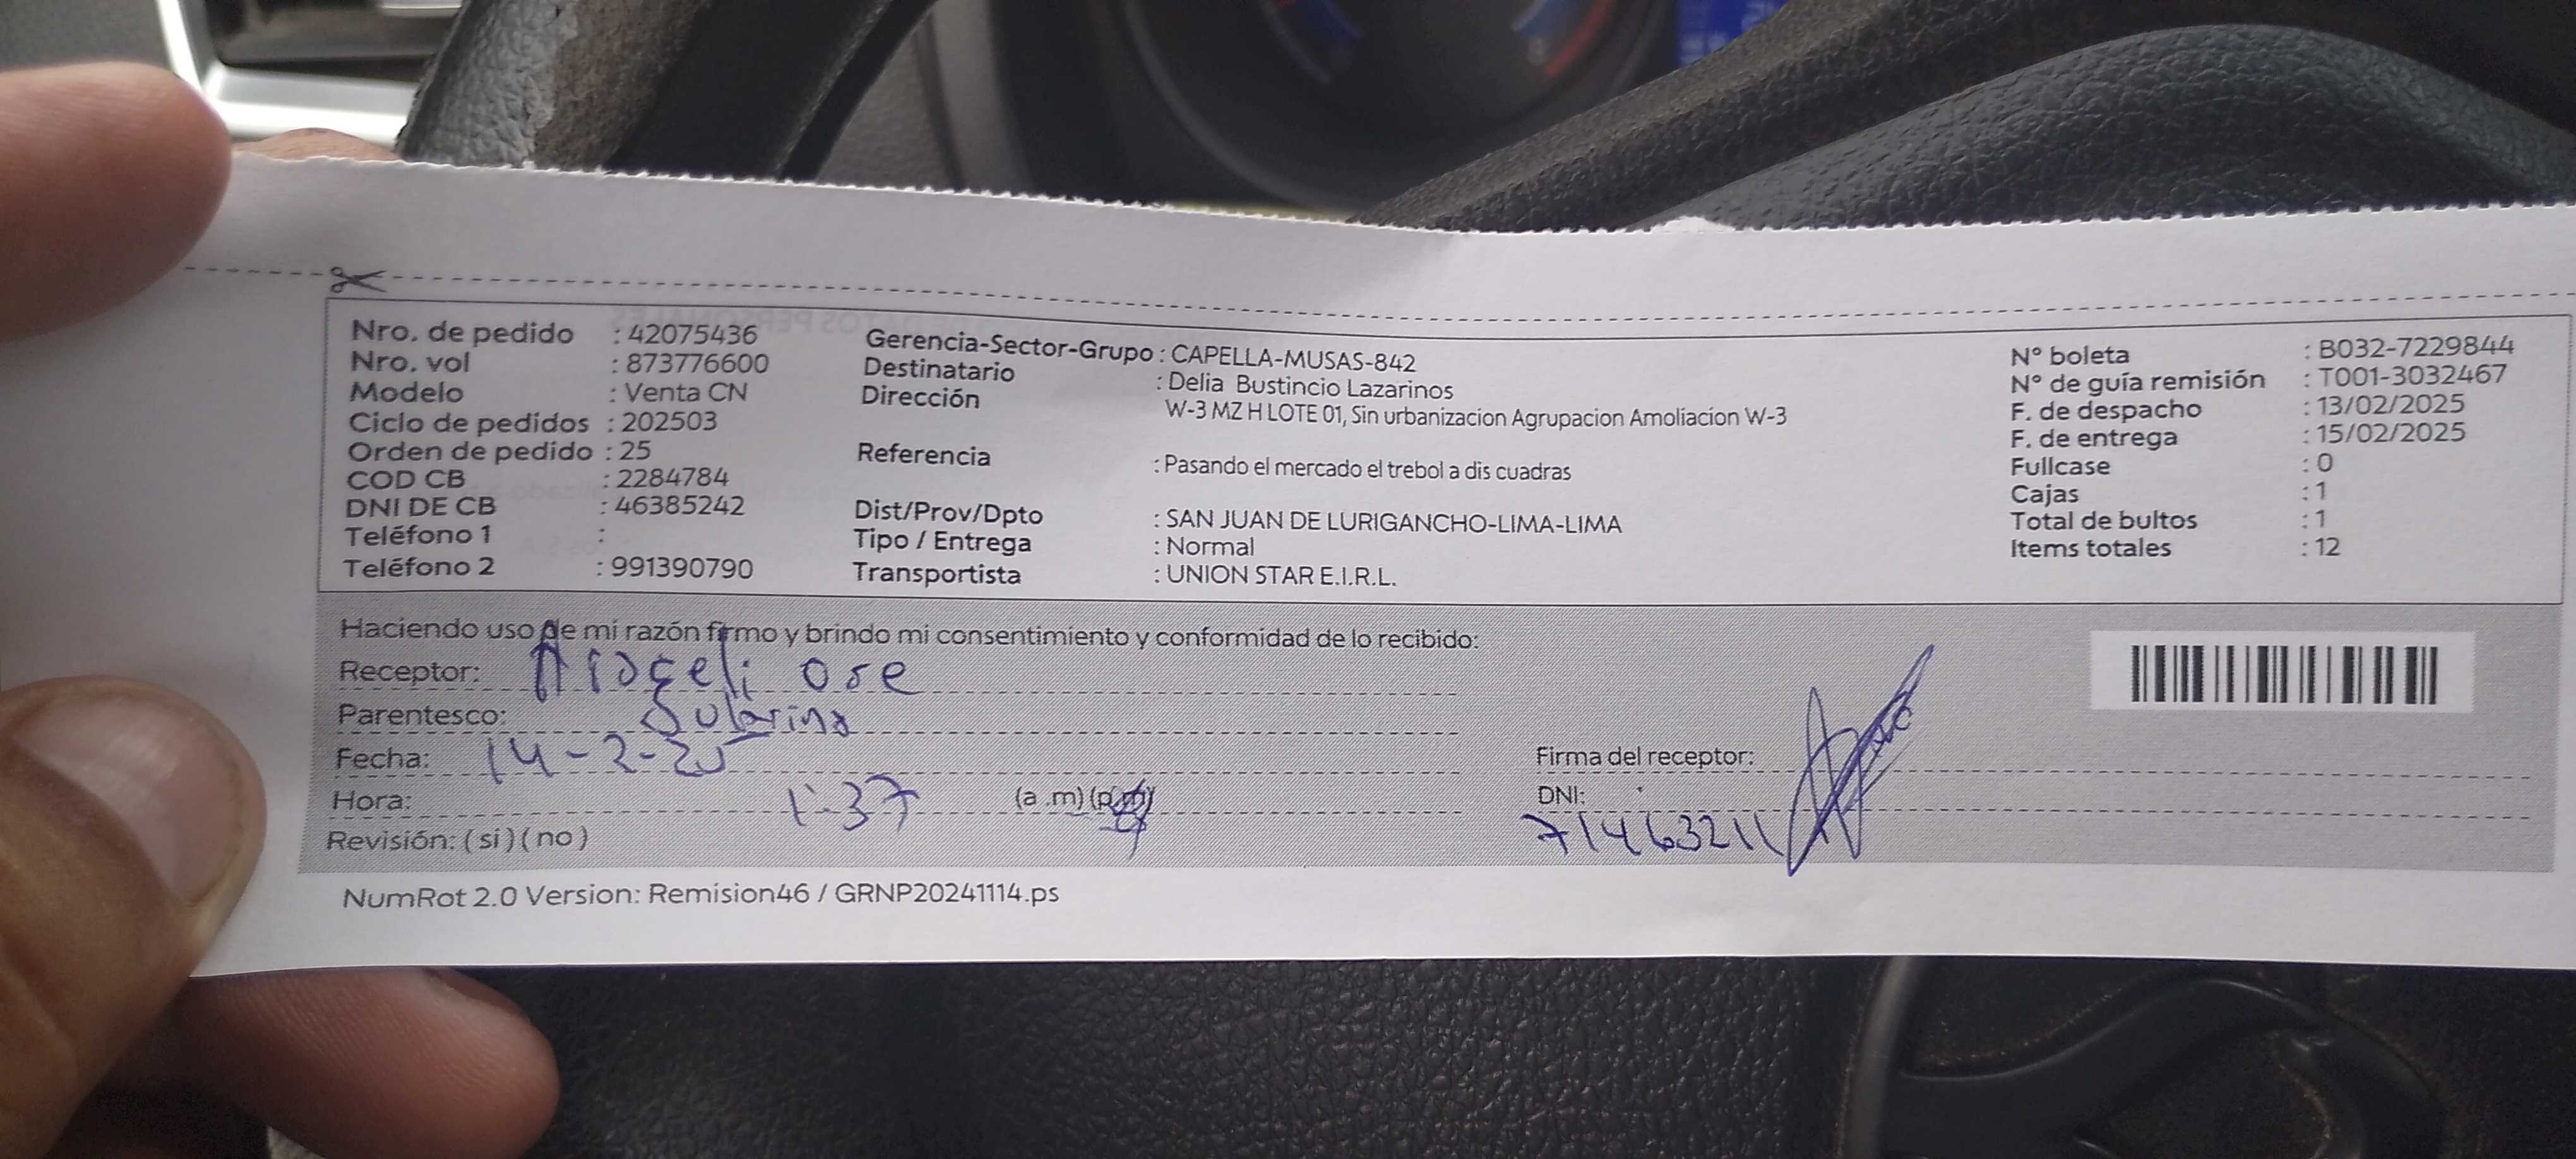 Nro. de pedido : 42075436
Nro. vol : 873776600
Modelo : Venta CN
Ciclo de pedidos : 202503
Orden de pedido : 25
COD CB : 2284784
DNI DE CB : 46385242
Teléfono 1 :
Teléfono 2 : 991390790
Gerencia-Sector-Grupo : CAPELLA-MUSAS-842
Destinatario : Delia Bustincio Lazarinos
Dirección W-3 MZ H LOTE 01, Sin urbanizacion Agrupacion Amoliacion W-3
Referencia : Pasando el mercado el trebol a dis cuadras
Dist/Prov/Dpto : SAN JUAN DE LURIGANCHO-LIMA-LIMA
Tipo / Entrega : Normal
Transportista : UNION STAR E.I.R.L.
N° boleta : B032-7229844
N° de guía remisión : T001-3032467
F. de despacho : 13/02/2025
F. de entrega : 15/02/2025
Fullcase : 0
Cajas : 1
Total de bultos : 1
Items totales : 12
Haciendo uso de mi razón firmo y brindo mi consentimiento y conformidad de lo recibido:
Receptor: ose
Parentesco:
Fecha: 14-2-25
Hora: 1:37 (a .m) (p.m)
Revisión: (si) (no)
Firma del receptor:
DNI:
71463211
NumRot 2.0 Version: Remision46 / GRNP20241114.ps